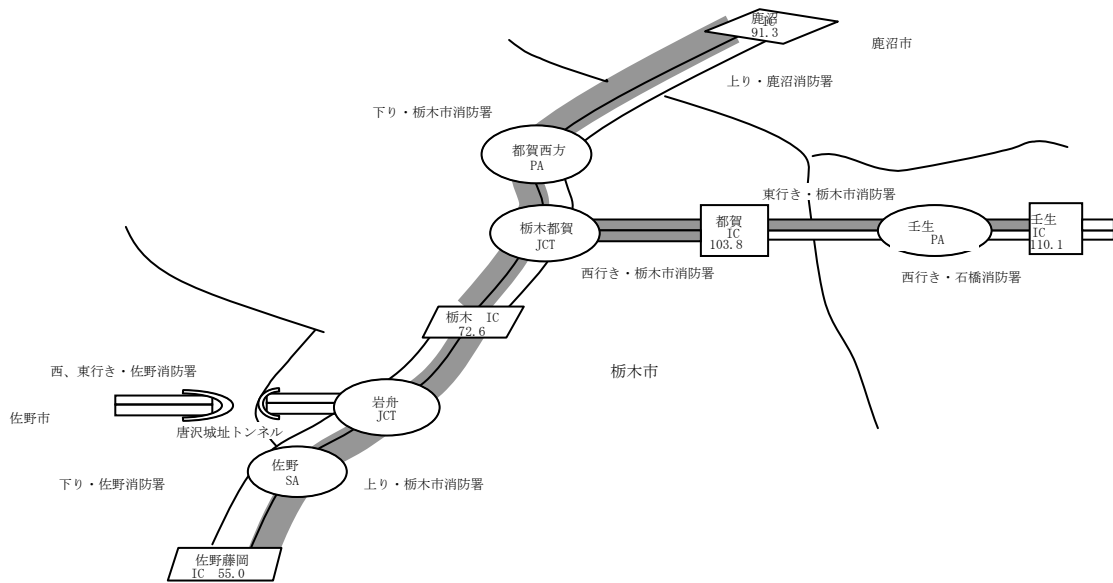 鹿沼
IC
91.3
鹿沼市
上り・鹿沼消防署
下り・栃木市消防署
都賀西方
PA
東行き・栃木市消防署
栃木都賀
JCT
都賀
IC
103.8
壬生
PA
壬生
IC
110.1
西行き・栃木市消防署
西行き・石橋消防署
栃木 IC
72.6
栃木市
西、東行き・佐野消防署
佐野市
唐沢城址トンネル
岩舟
JCT
佐野
SA
下り・佐野消防署
上り・栃木市消防署
佐野藤岡
IC 55.0